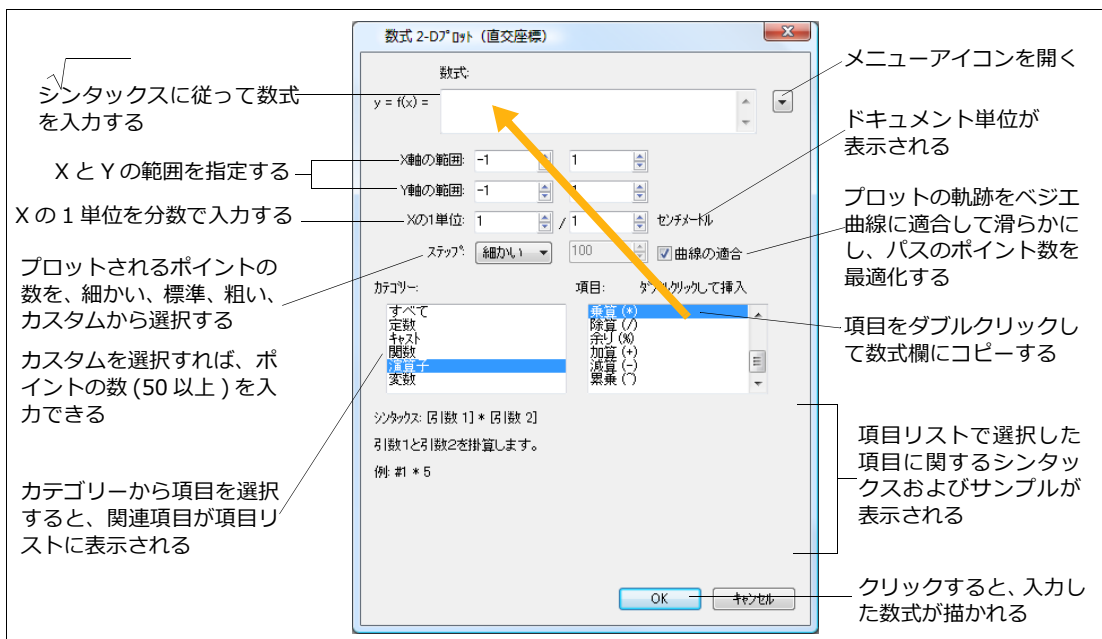 シンタックスに従って数式
を入力する
X と Y の範囲を指定する
X の 1 単位を分数で入力する
プロットされるポイントの
数を、細かい、標準、粗い、
カスタムから選択する
カスタムを選択すれば、ポ
イントの数 (50 以上 ) を入
力できる
カテゴリーから項目を選択
すると、関連項目が項目リ
ストに表示される
数式 2-Dプロット（直交座標）
数式:
y = f(x) =
X軸の範囲: -1 1
Y軸の範囲: -1 1
Xの1単位: 1 / 1 センチメートル
ステップ: 細かい 100 曲線の適合
カテゴリー:
すべて
定数
キャスト
関数
演算子
変数
項目: ダブルクリックして挿入
乗算 (*)
除算 (/)
余り (%)
加算 (+)
減算 (-)
累乗 (^)
シンタックス: [引数 1] * [引数 2]
引数1と引数2を掛算します。
例: #1 * 5
OK キャンセル
メニューアイコンを開く
ドキュメント単位が
表示される
プロットの軌跡をベジエ
曲線に適合して滑らかに
し、パスのポイント数を
最適化する
項目をダブルクリックし
て数式欄にコピーする
項目リストで選択した
項目に関するシンタッ
クスおよびサンプルが
表示される
クリックすると、入力し
た数式が描かれる